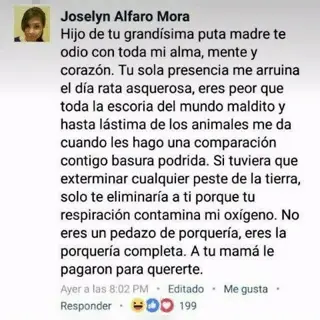 Joselyn Alfaro Mora
Hijo de tu grandísima puta madre te
odio con toda mi alma, mente y
corazón. Tu sola presencia me arruina
el día rata asquerosa, eres peor que
toda la escoria del mundo maldito y
hasta lástima de los animales me da
cuando les hago una comparación
contigo basura podrida. Si tuviera que
exterminar cualquier peste de la tierra,
solo te eliminaría a ti porque tu
respiración contamina mi oxígeno. No
eres un pedazo de porquería, eres la
porquería completa. A tu mamá le
pagaron para quererte.
Ayer a las 8:02 PM · Editado · Me gusta ·
Responder · 199